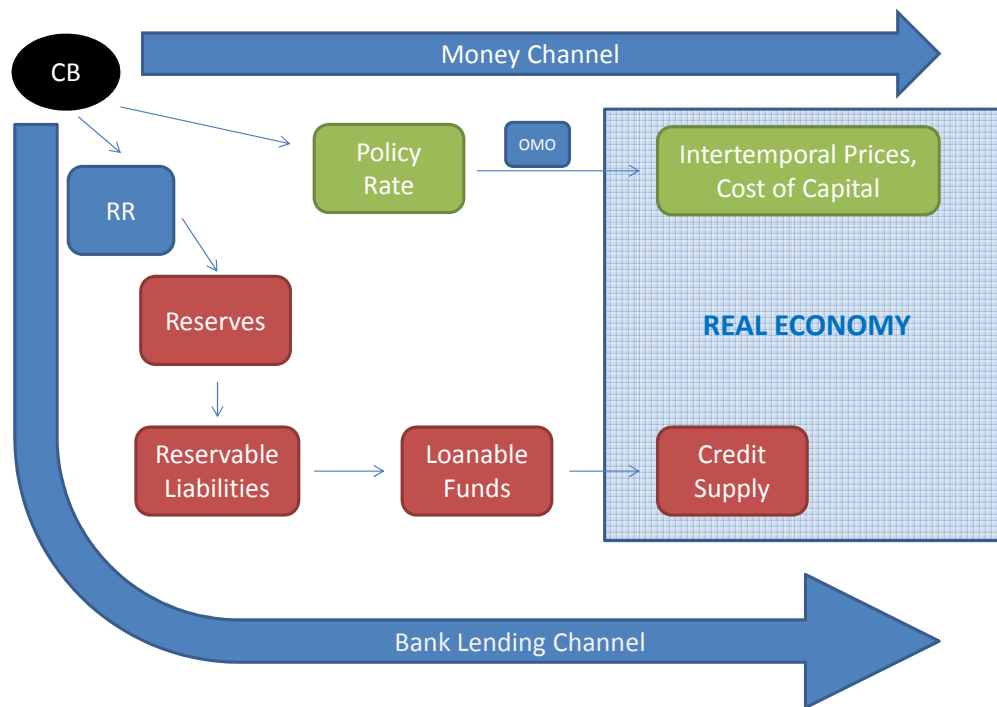 Money Channel
CB
Policy
Rate
OMO
Intertemporal Prices,
Cost of Capital
RR
Reserves
REAL ECONOMY
Reservable
Liabilities
Loanable
Funds
Credit
Supply
Bank Lending Channel